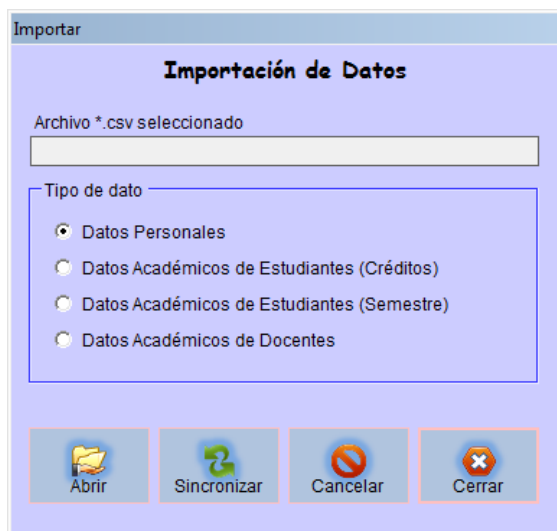 Importar
Importación de Datos
Archivo *.csv seleccionado
Tipo de dato
Datos Personales
Datos Académicos de Estudiantes (Créditos)
Datos Académicos de Estudiantes (Semestre)
Datos Académicos de Docentes
Abrir Sincronizar Cancelar Cerrar